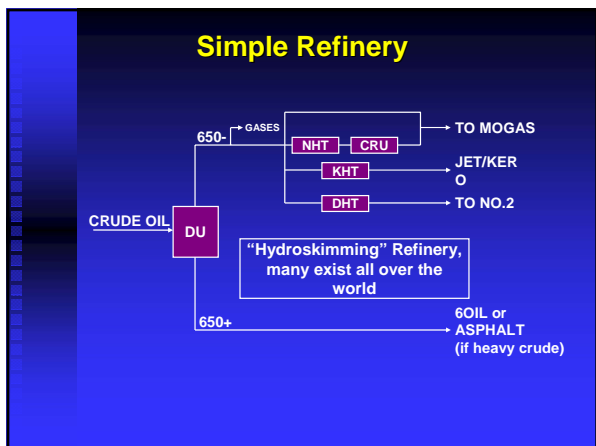 Simple Refinery
650-
GASES
TO MOGAS
NHT
CRU
KHT
JET/KER
O
DHT
TO NO.2
CRUDE OIL
DU
“Hydroskimming” Refinery,
many exist all over the
world
650+
6OIL or
ASPHALT
(if heavy crude)